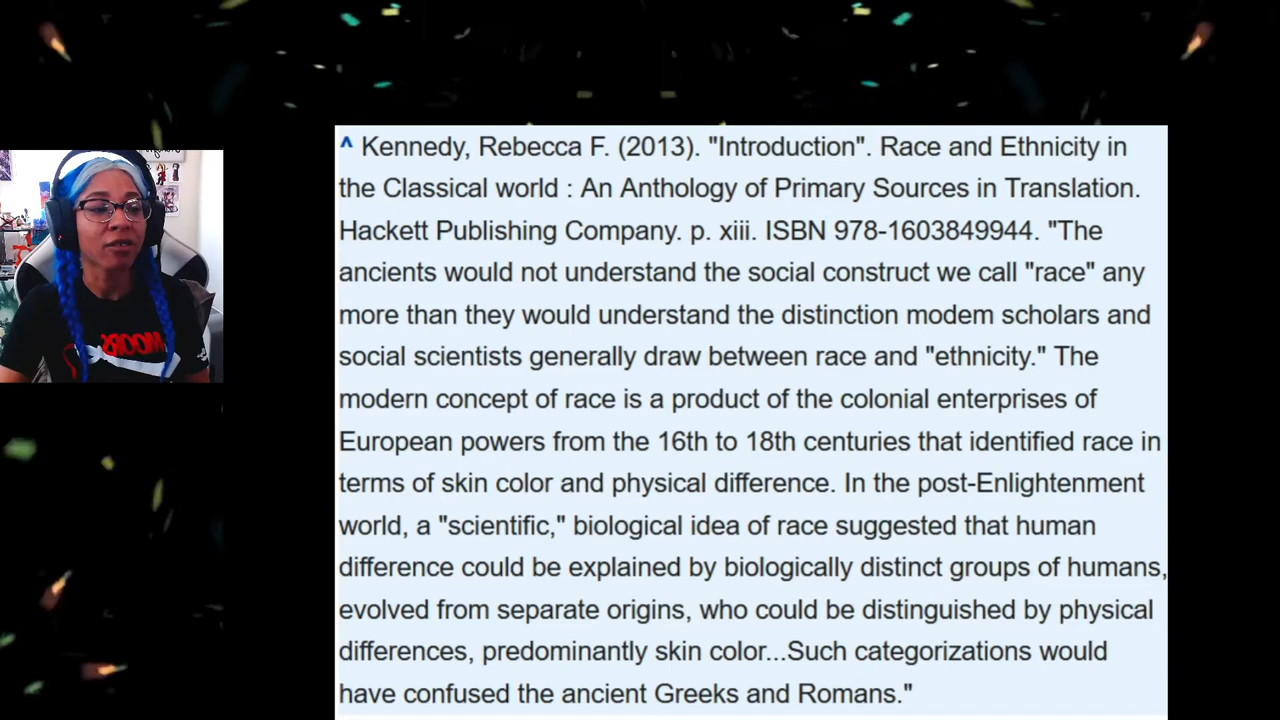 ^ Kennedy, Rebecca F. (2013). "Introduction". Race and Ethnicity in
the Classical world : An Anthology of Primary Sources in Translation.
Hackett Publishing Company. p. xiii. ISBN 978-1603849944. "The
ancients would not understand the social construct we call "race" any
more than they would understand the distinction modem scholars and
social scientists generally draw between race and "ethnicity." The
modern concept of race is a product of the colonial enterprises of
European powers from the 16th to 18th centuries that identified race in
terms of skin color and physical difference. In the post-Enlightenment
world, a "scientific," biological idea of race suggested that human
difference could be explained by biologically distinct groups of humans,
evolved from separate origins, who could be distinguished by physical
differences, predominantly skin color...Such categorizations would
have confused the ancient Greeks and Romans."